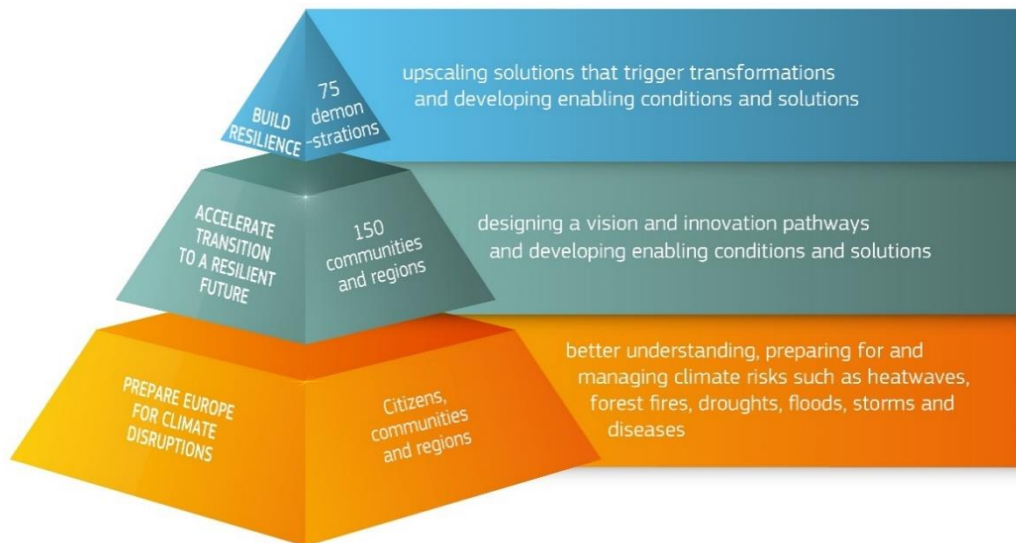 BUILD
RESILIENCE
75
demon
-strations
upscaling solutions that trigger transformations
and developing enabling conditions and solutions
ACCELERATE
TRANSITION
TO A RESILIENT
FUTURE
150
communities
and regions
designing a vision and innovation pathways
and developing enabling conditions and solutions
PREPARE EUROPE
FOR CLIMATE
DISRUPTIONS
Citizens,
communities
and regions
better understanding, preparing for and
managing climate risks such as heatwaves,
forest fires, droughts, floods, storms and
diseases